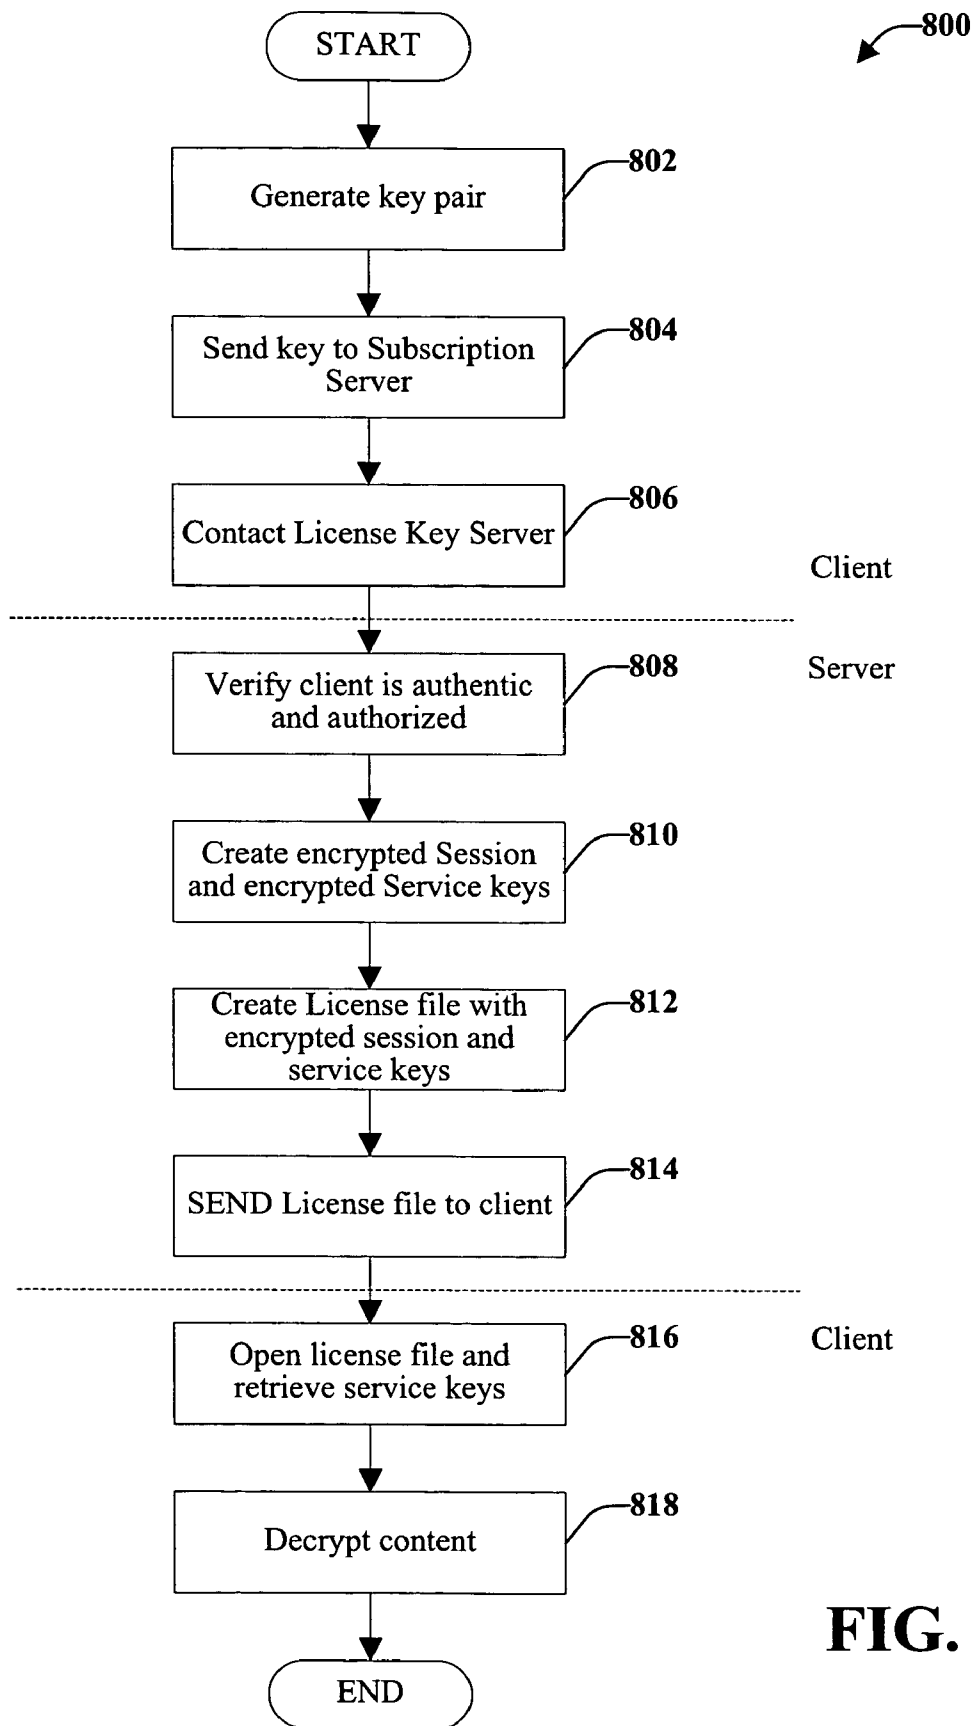 800
START
802
Generate key pair
804
Send key to Subscription
Server
806
Contact License Key Server
Client
Server
808
Verify client is authentic
and authorized
810
Create encrypted Session
and encrypted Service keys
812
Create License file with
encrypted session and
service keys
814
SEND License file to client
Client
816
Open license file and
retrieve service keys
818
Decrypt content
FIG.
END